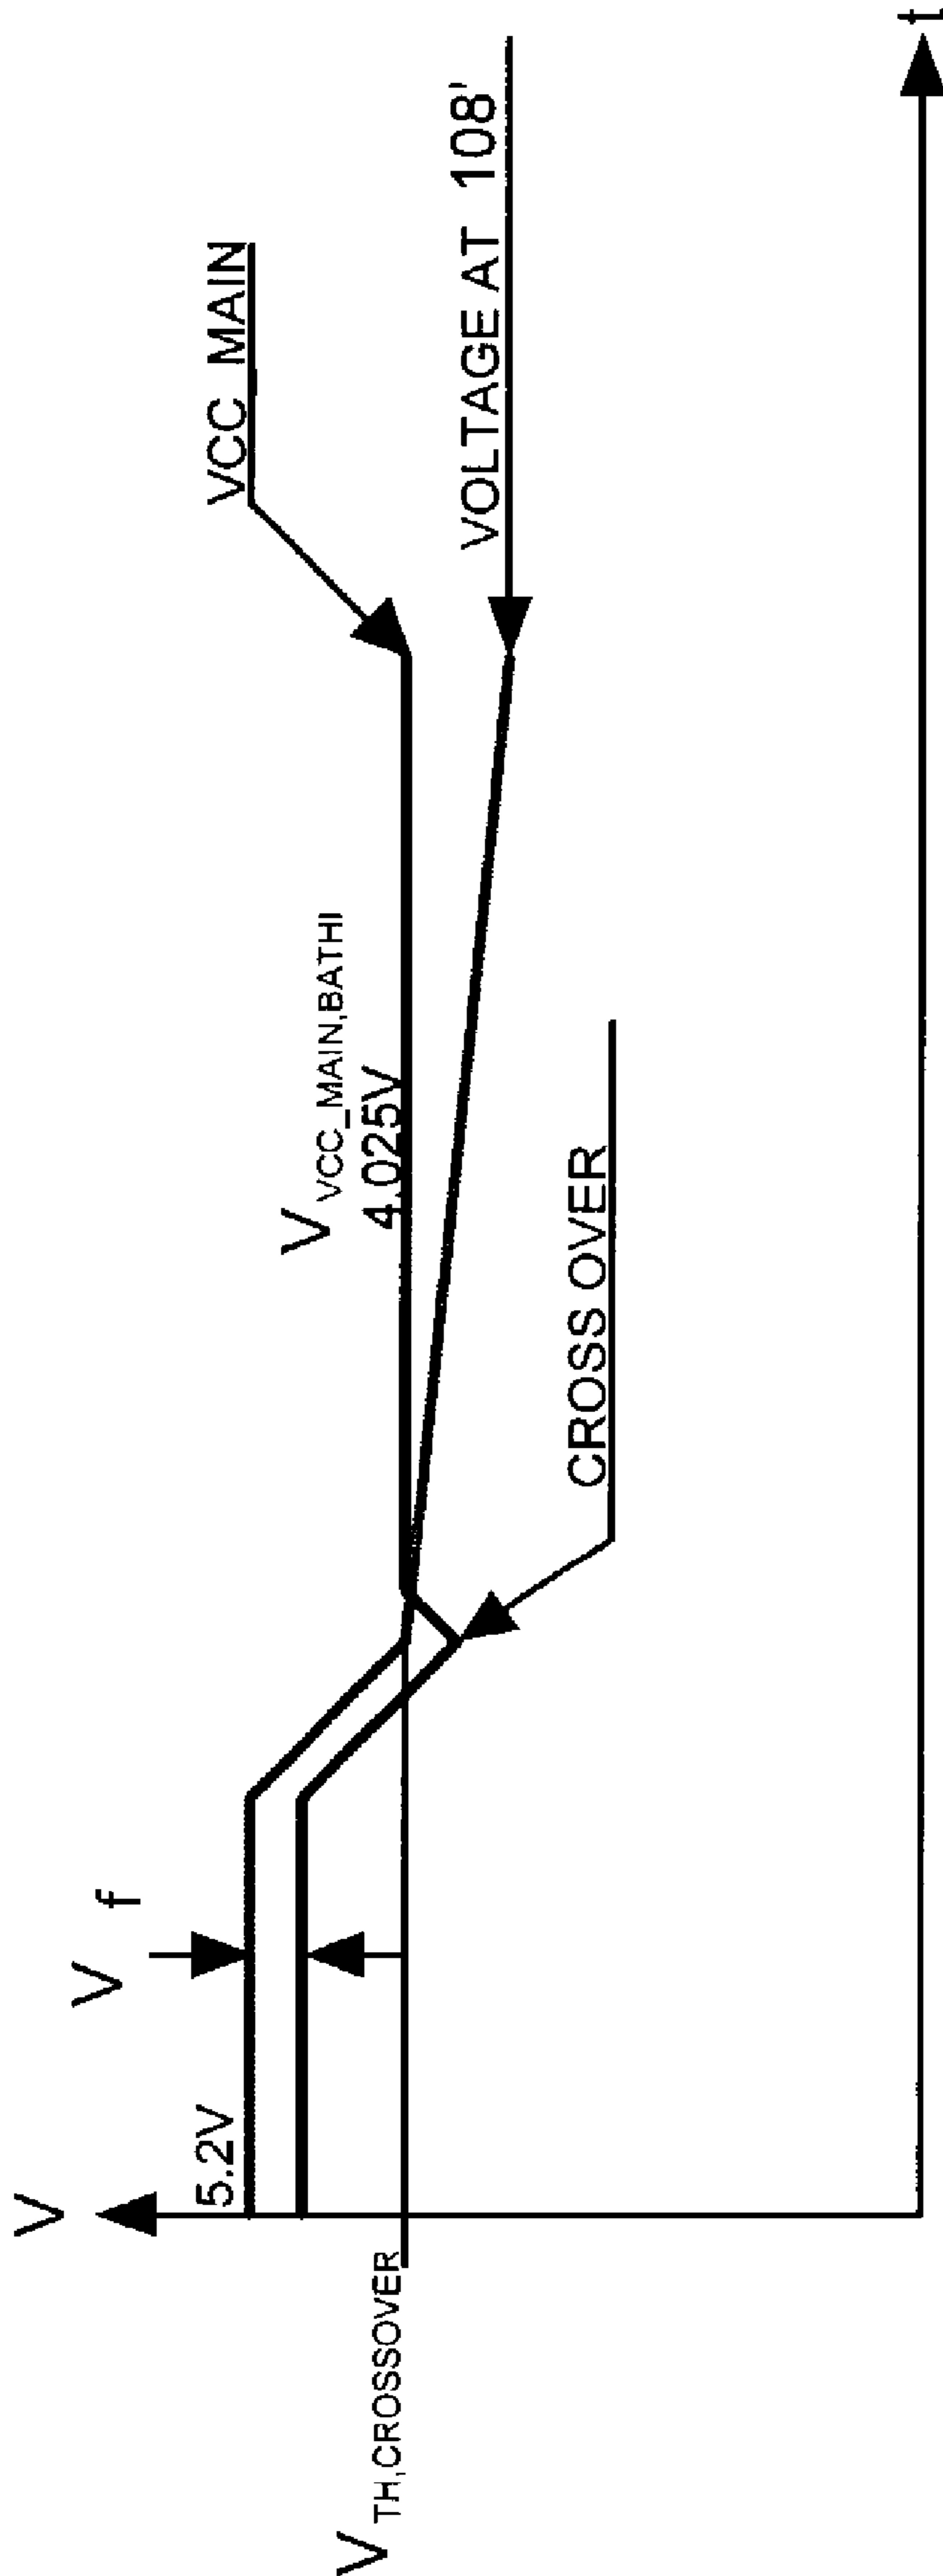 V
5.2V
V f
VCC_MAIN
V VCC_MAIN,BATHI
4.025V
V TH,CROSSOVER
VOLTAGE AT 108'
CROSS OVER
t